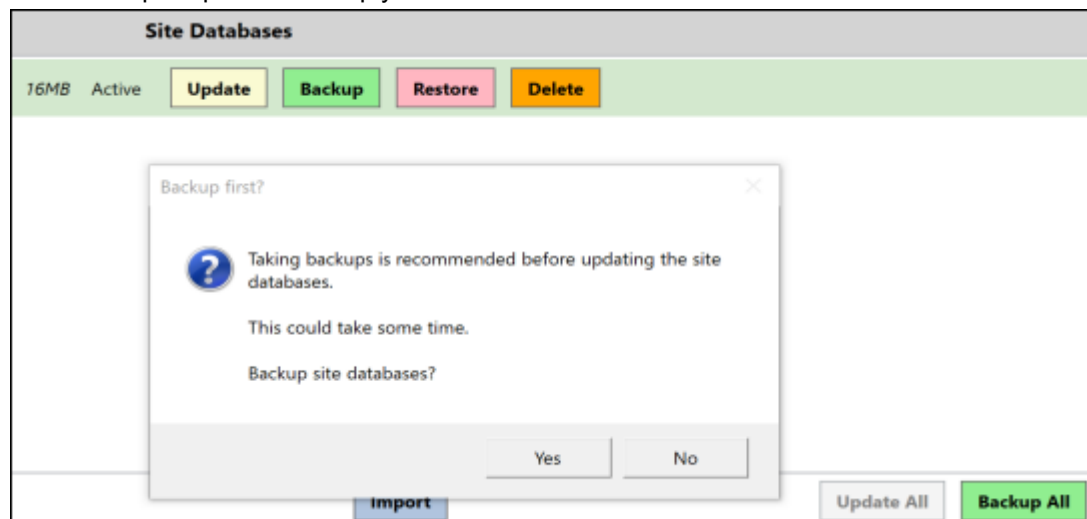 Site Databases
16MB Active Update Backup Restore Delete
Backup first?
Taking backups is recommended before updating the site
databases.
This could take some time.
Backup site databases?
Yes No
Import Update All Backup All